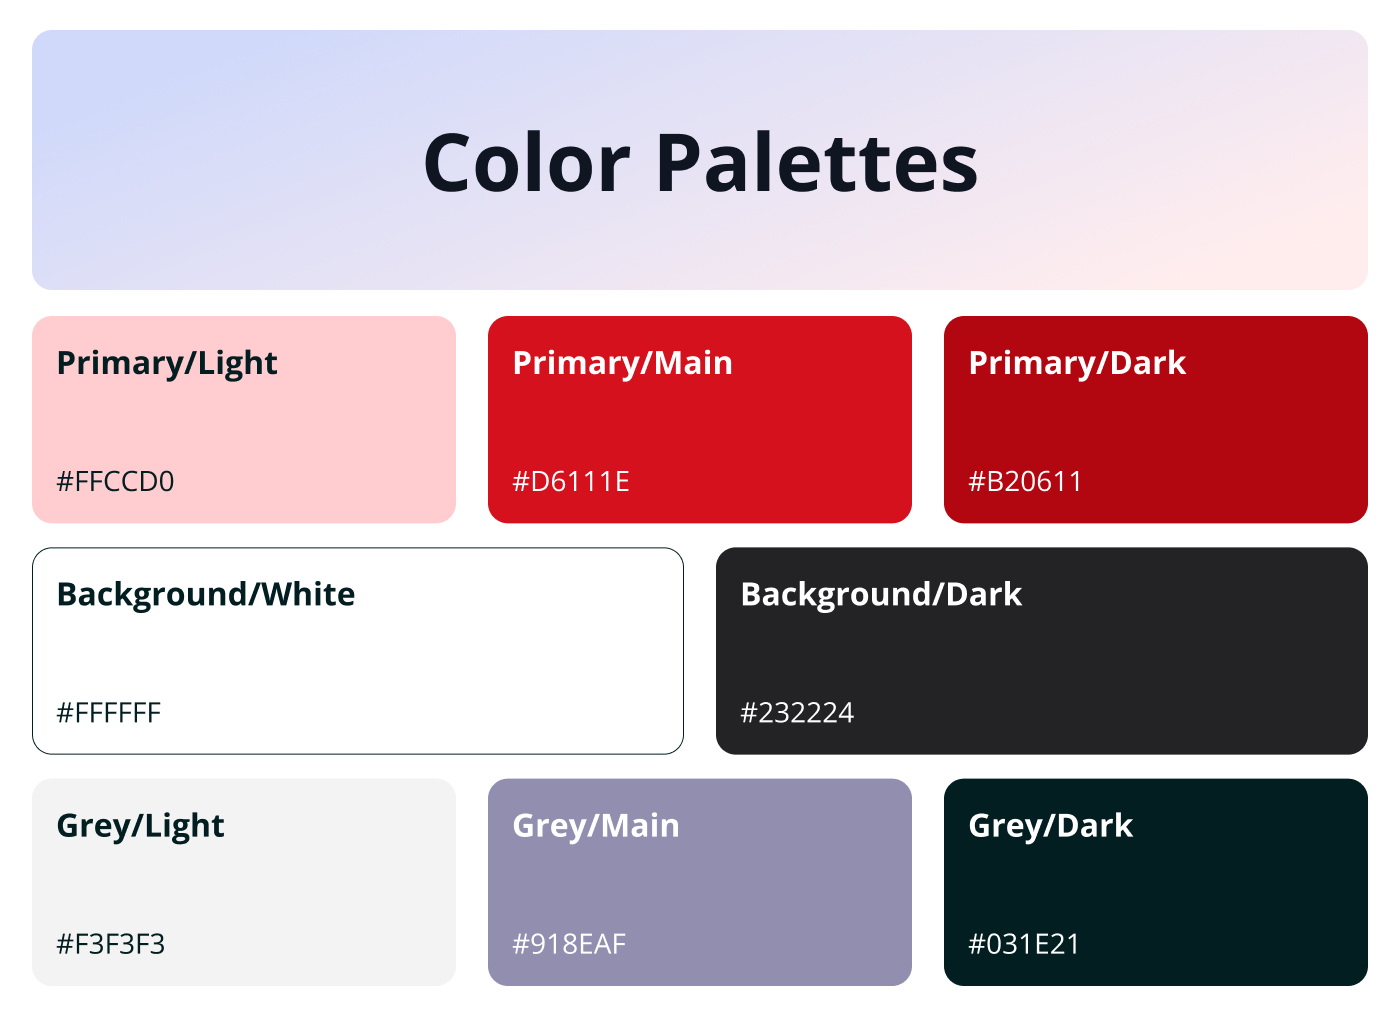 Color Palettes
Primary/Light
#FFCCD0
Primary/Main
#D6111E
Primary/Dark
#B20611
Background/White
#FFFFFF
Background/Dark
#232224
Grey/Light
#F3F3F3
Grey/Main
#918EAF
Grey/Dark
#031E21